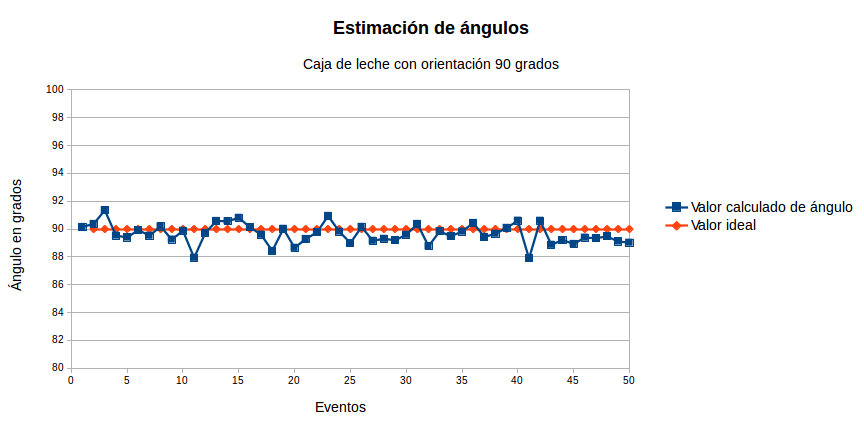 Estimación de ángulos
Caja de leche con orientación 90 grados
Ángulo en grados
100
98
96
94
92
90
88
86
84
82
80
0 5 10 15 20 25 30 35 40 45 50
Eventos
Valor calculado de ángulo
Valor ideal